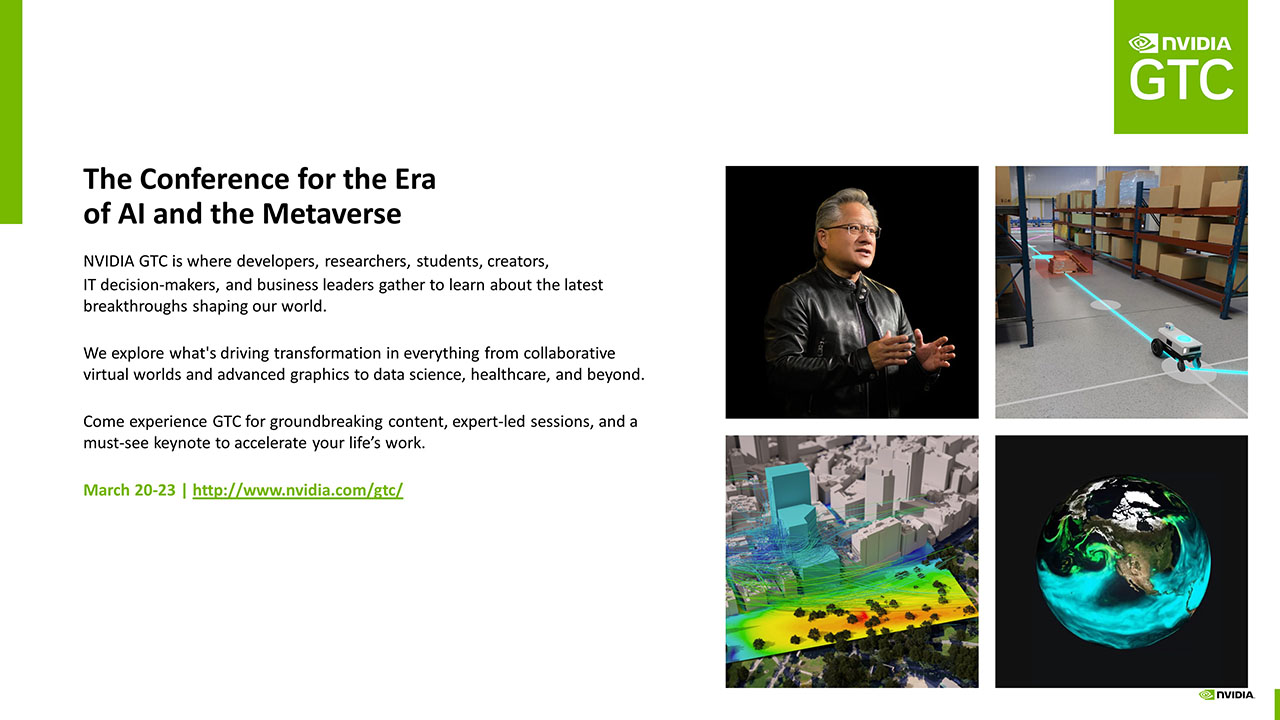 NVIDIA
GTC
The Conference for the Era
of AI and the Metaverse
NVIDIA GTC is where developers, researchers, students, creators,
IT decision-makers, and business leaders gather to learn about the latest
breakthroughs shaping our world.
We explore what's driving transformation in everything from collaborative
virtual worlds and advanced graphics to data science, healthcare, and beyond.
Come experience GTC for groundbreaking content, expert-led sessions, and a
must-see keynote to accelerate your life’s work.
March 20-23 | http://www.nvidia.com/gtc/
NVIDIA.